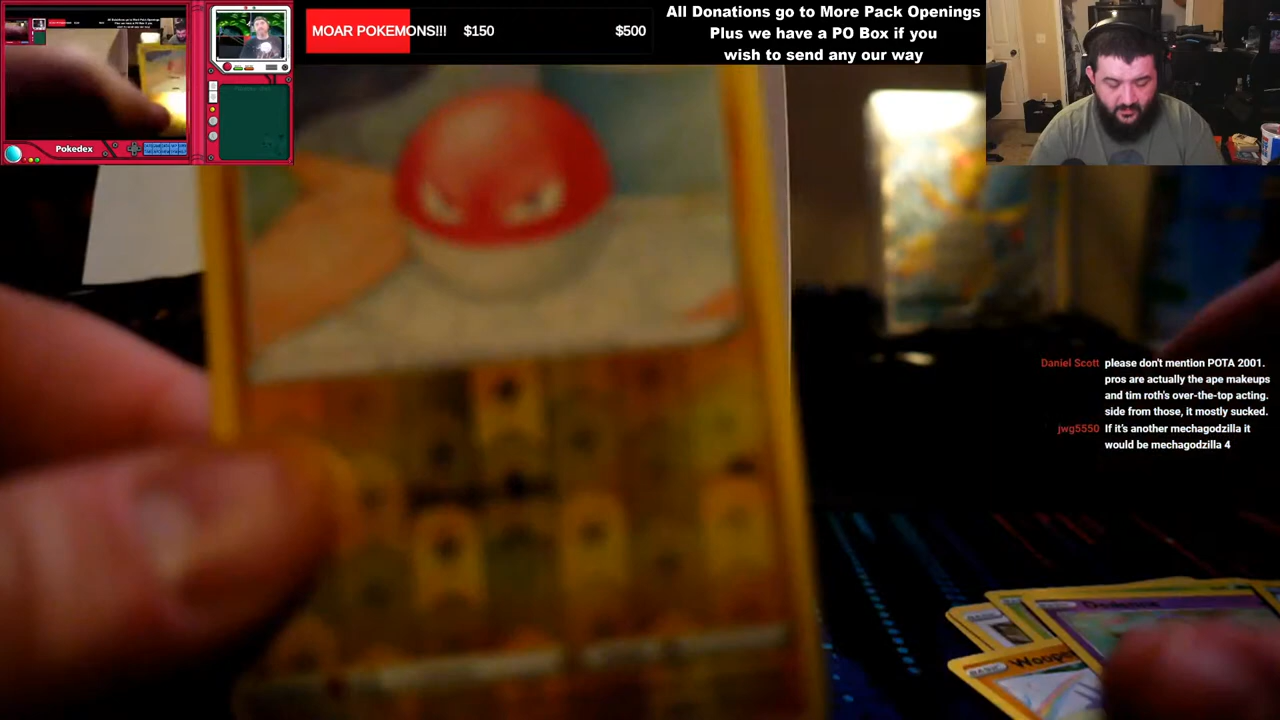 MOAR POKEMONS!!! $150 $500
All Donations go to More Pack Openings
Plus we have a PO Box if you
wish to send any our way
Pokedex
Daniel Scott please don't mention POTA 2001.
pros are actually the ape makeups
and tim roth's over-the-top acting.
side from those, it mostly sucked.
jwg5550 If it's another mechagodzilla it
would be mechagodzilla 4
BASIC Wooper